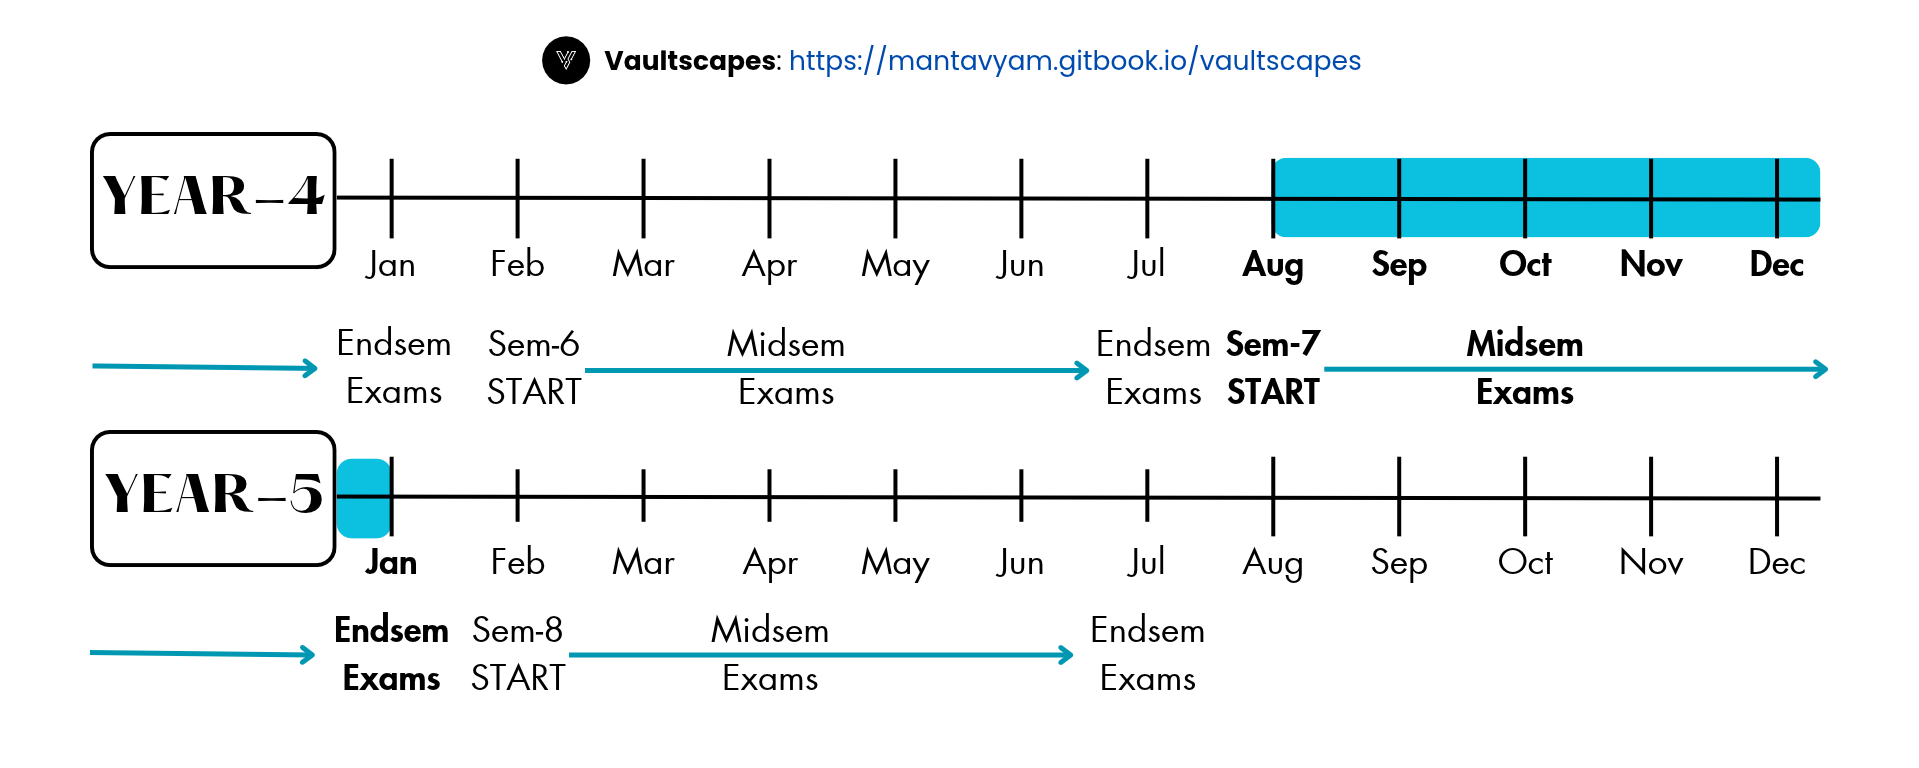 Vaultscapes: https://mantavyam.gitbook.io/vaultscapes
YEAR-4
Jan Feb Mar Apr May Jun Jul Aug Sep Oct Nov Dec
Endsem Sem-6 Midsem Endsem Sem-7 Midsem
Exams START Exams Exams START Exams
YEAR-5
Jan Feb Mar Apr May Jun Jul Aug Sep Oct Nov Dec
Endsem Sem-8 Midsem Endsem
Exams START Exams Exams